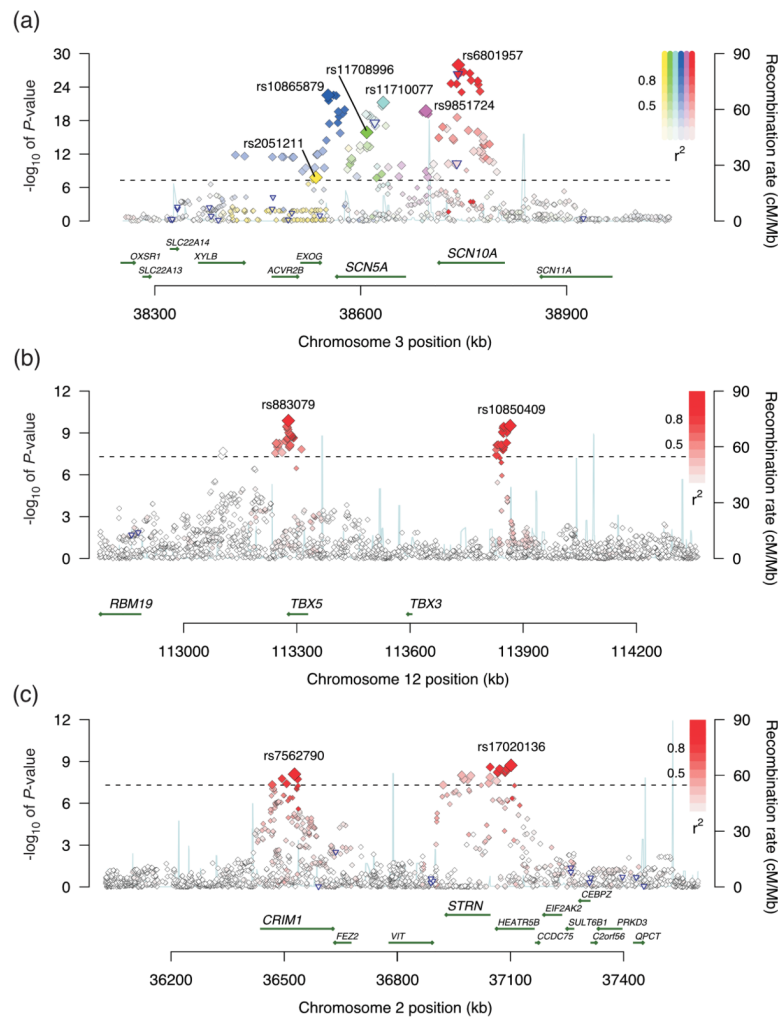 (a)
30
24
18
12
6
0
-log10 of P-value
rs6801957
rs11708996
rs10865879
rs11710077
rs9851724
rs2051211
0.8
0.5
r2
90
60
30
0
Recombination rate (cM/Mb)
SLC22A14
OXSR1
XYLB
EXOG
SCN10A
SLC22A13
ACVR2B
SCN5A
SCN11A
38300
38600
38900
Chromosome 3 position (kb)
(b)
12
9
6
3
0
-log10 of P-value
rs883079
rs10850409
0.8
0.5
r2
90
60
30
0
Recombination rate (cM/Mb)
RBM19
TBX5
TBX3
113000
113300
113600
113900
114200
Chromosome 12 position (kb)
(c)
12
9
6
3
0
-log10 of P-value
rs7562790
rs17020136
0.8
0.5
r2
90
60
30
0
Recombination rate (cM/Mb)
CEBPZ
STRN
EIF2AK2
CRIM1
HEATR5B
SULT6B1
PRKD3
FEZ2
VIT
CCDC75
C2orf56
QPCT
36200
36500
36800
37100
37400
Chromosome 2 position (kb)